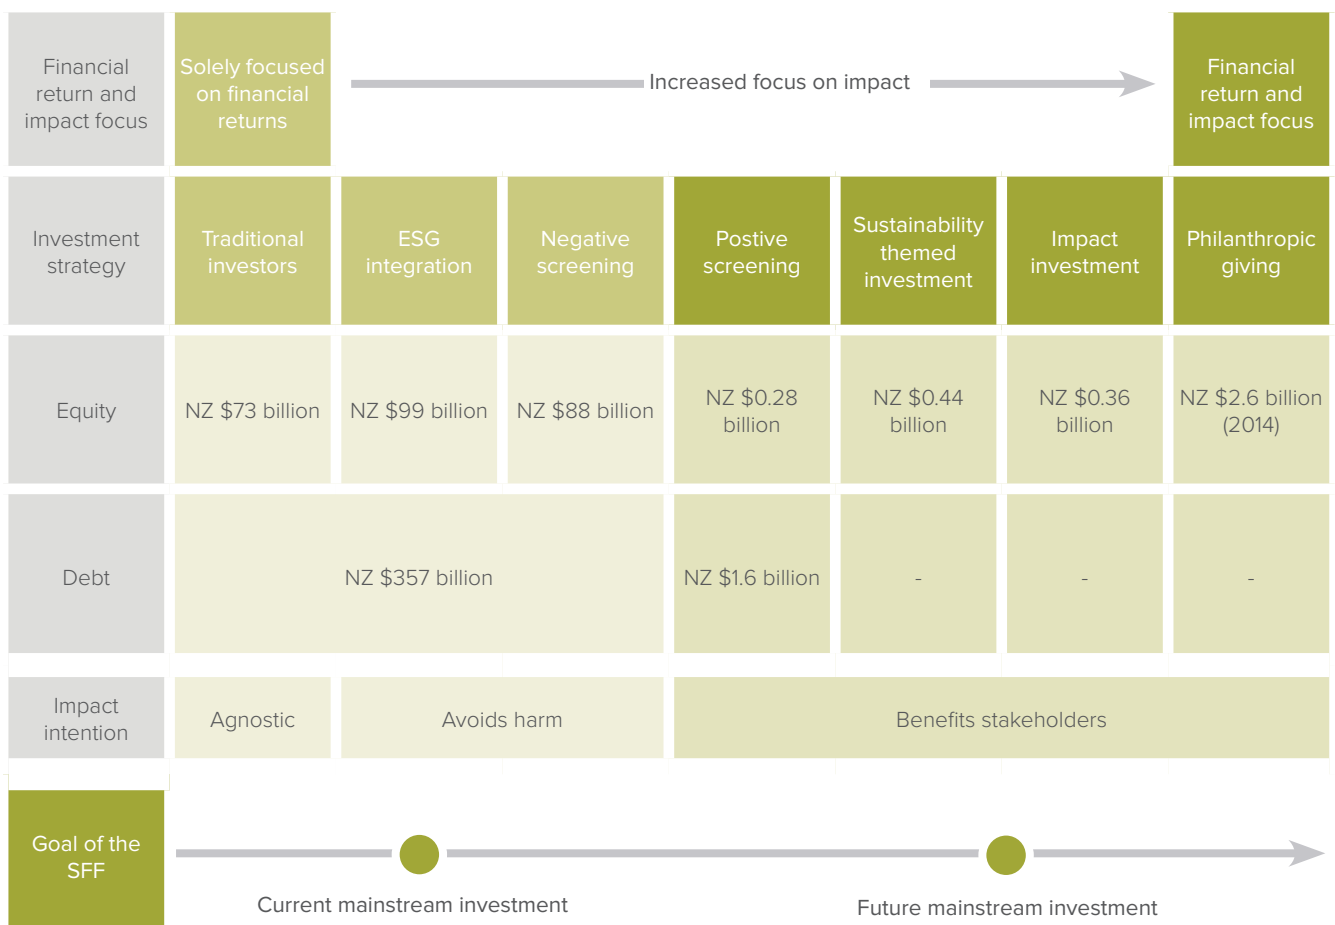 Financial
return and
impact focus
Solely focused
on financial
returns
Increased focus on impact
Financial
return and
impact focus
Investment
strategy
Traditional
investors
ESG
integration
Negative
screening
Postive
screening
Sustainability
themed
investment
Impact
investment
Philanthropic
giving
Equity
NZ $73 billion
NZ $99 billion
NZ $88 billion
NZ $0.28
billion
NZ $0.44
billion
NZ $0.36
billion
NZ $2.6 billion
(2014)
Debt
NZ $357 billion
NZ $1.6 billion
-
-
-
Impact
intention
Agnostic
Avoids harm
Benefits stakeholders
Goal of the
SFF
Current mainstream investment
Future mainstream investment